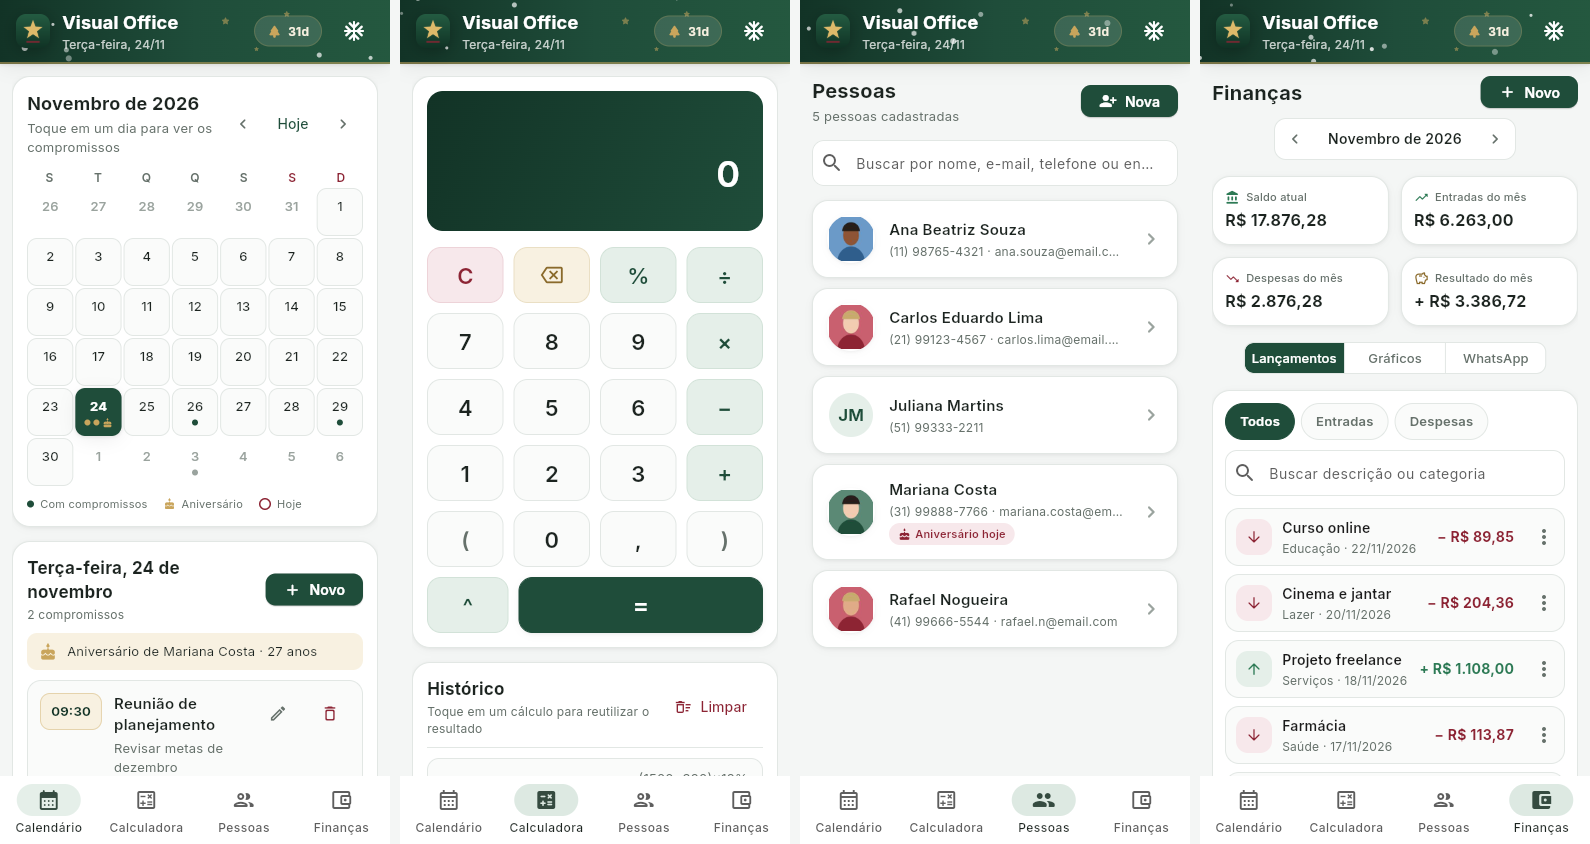 Visual Office
Terça-feira, 24/11
31d
Novembro de 2026
Toque em um dia para ver os
compromissos
Hoje
S T Q Q S S D
26 27 28 29 30 31 1
2 3 4 5 6 7 8
9 10 11 12 13 14 15
16 17 18 19 20 21 22
23 24 25 26 27 28 29
30 1 2 3 4 5 6
Com compromissos Aniversário Hoje
Terça-feira, 24 de
novembro
2 compromissos
+ Novo
Aniversário de Mariana Costa · 27 anos
09:30
Reunião de
planejamento
Revisar metas de
dezembro
Calendário Calculadora Pessoas Finanças
Visual Office
Terça-feira, 24/11
31d
0
C % ÷
7 8 9 ×
4 5 6 −
1 2 3 +
( 0 , )
^ =
Histórico
Toque em um cálculo para reutilizar o
resultado
Limpar
Calendário Calculadora Pessoas Finanças
Visual Office
Terça-feira, 24/11
31d
Pessoas
5 pessoas cadastradas
Nova
Buscar por nome, e-mail, telefone ou en...
Ana Beatriz Souza
(11) 98765-4321 · ana.souza@email.c...
Carlos Eduardo Lima
(21) 99123-4567 · carlos.lima@email....
JM
Juliana Martins
(51) 99333-2211
Mariana Costa
(31) 99888-7766 · mariana.costa@em...
Aniversário hoje
Rafael Nogueira
(41) 99666-5544 · rafael.n@email.com
Calendário Calculadora Pessoas Finanças
Visual Office
Terça-feira, 24/11
31d
Finanças
+ Novo
Novembro de 2026
Saldo atual
R$ 17.876,28
Entradas do mês
R$ 6.263,00
Despesas do mês
R$ 2.876,28
Resultado do mês
+ R$ 3.386,72
Lançamentos Gráficos WhatsApp
Todos Entradas Despesas
Buscar descrição ou categoria
Curso online
Educação · 22/11/2026
− R$ 89,85
Cinema e jantar
Lazer · 20/11/2026
− R$ 204,36
Projeto freelance
Serviços · 18/11/2026
+ R$ 1.108,00
Farmácia
Saúde · 17/11/2026
− R$ 113,87
Calendário Calculadora Pessoas Finanças